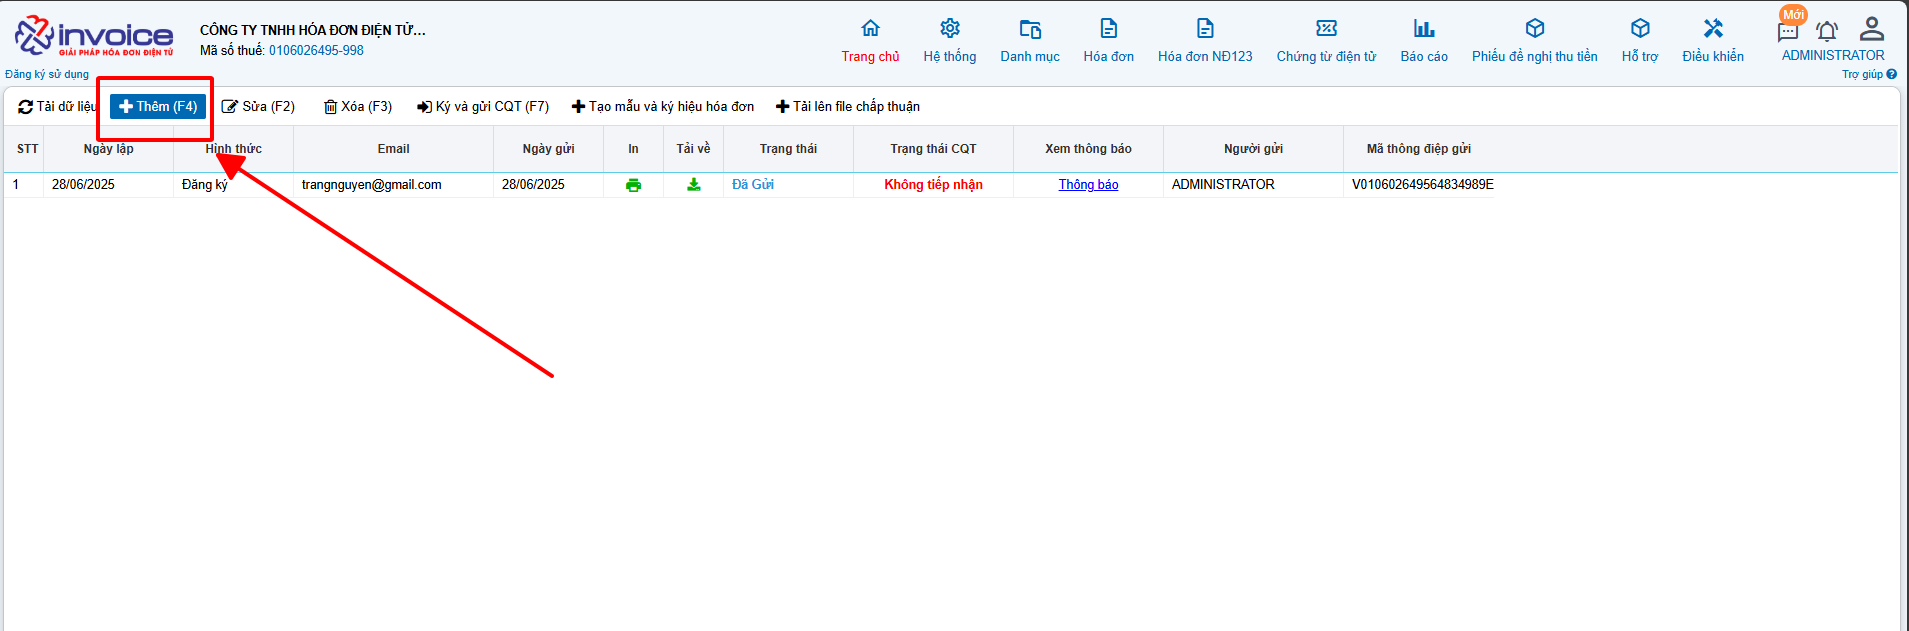 invoice
GIẢI PHÁP HÓA ĐƠN ĐIỆN TỬ
CÔNG TY TNHH HÓA ĐƠN ĐIỆN TỬ...
Mã số thuế: 0106026495-998
Trang chủ
Hệ thống
Danh mục
Hóa đơn
Hóa đơn NĐ123
Chứng từ điện tử
Báo cáo
Phiếu đề nghị thu tiền
Hỗ trợ
Điều khiển
Mới
ADMINISTRATOR
Đăng ký sử dụng
Trợ giúp
Tải dữ liệu
Thêm (F4)
Sửa (F2)
Xóa (F3)
Ký và gửi CQT (F7)
Tạo mẫu và ký hiệu hóa đơn
Tải lên file chấp thuận
STT Ngày lập Hình thức Email Ngày gửi In Tải về Trạng thái Trạng thái CQT Xem thông báo Người gửi Mã thông điệp gửi
1 28/06/2025 Đăng ký trangnguyen@gmail.com 28/06/2025 Đã Gửi Không tiếp nhận Thông báo ADMINISTRATOR V010602649564834989E